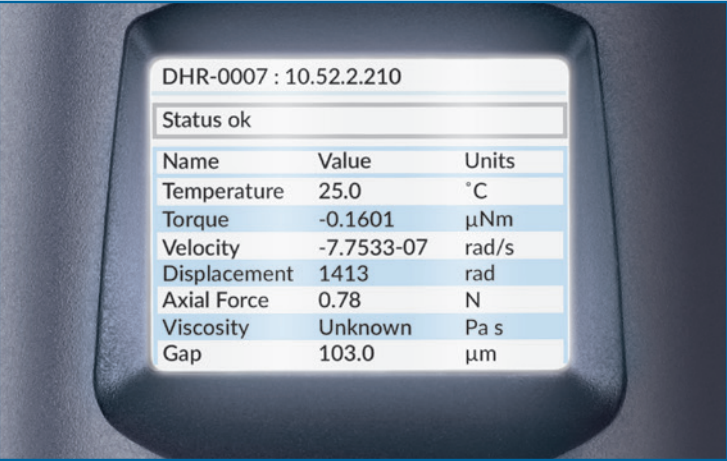 DHR-0007 : 10.52.2.210
Status ok
Name Value Units
Temperature 25.0 °C
Torque -0.1601 μNm
Velocity -7.7533-07 rad/s
Displacement 1413 rad
Axial Force 0.78 N
Viscosity Unknown Pa s
Gap 103.0 μm